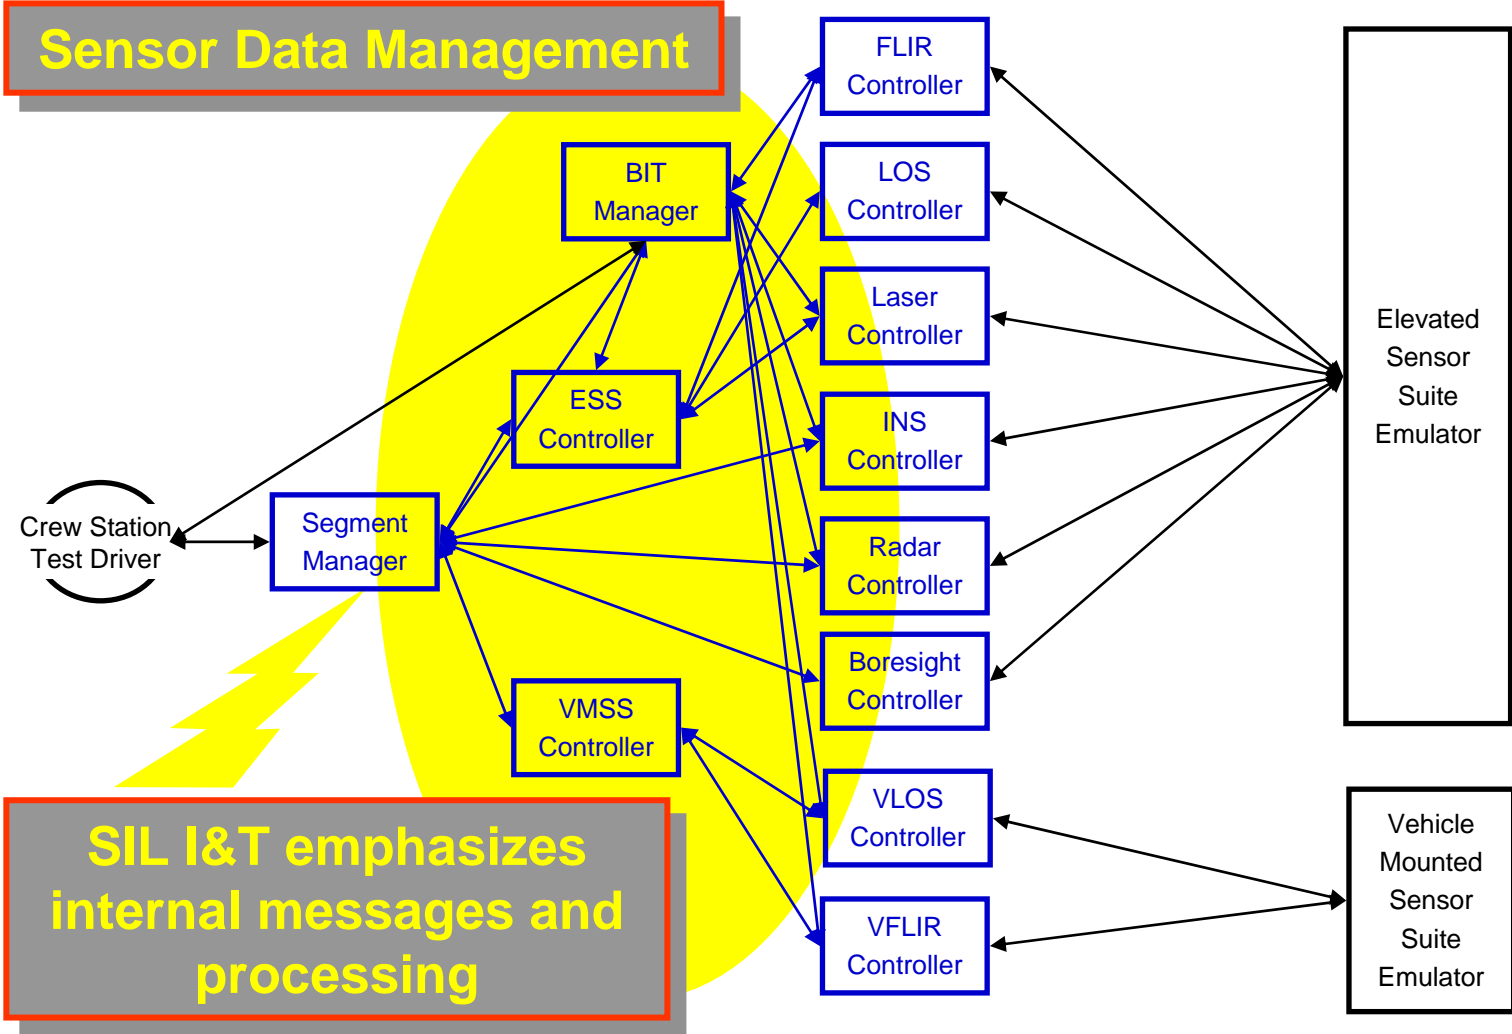 Sensor Data Management
FLIR
Controller
BIT
Manager
LOS
Controller
Laser
Controller
Elevated
Sensor
Suite
Emulator
ESS
Controller
INS
Controller
Crew Station
Test Driver
Segment
Manager
Radar
Controller
Boresight
Controller
VMSS
Controller
VLOS
Controller
Vehicle
Mounted
Sensor
Suite
Emulator
VFLIR
Controller
SIL I&T emphasizes
internal messages and
processing